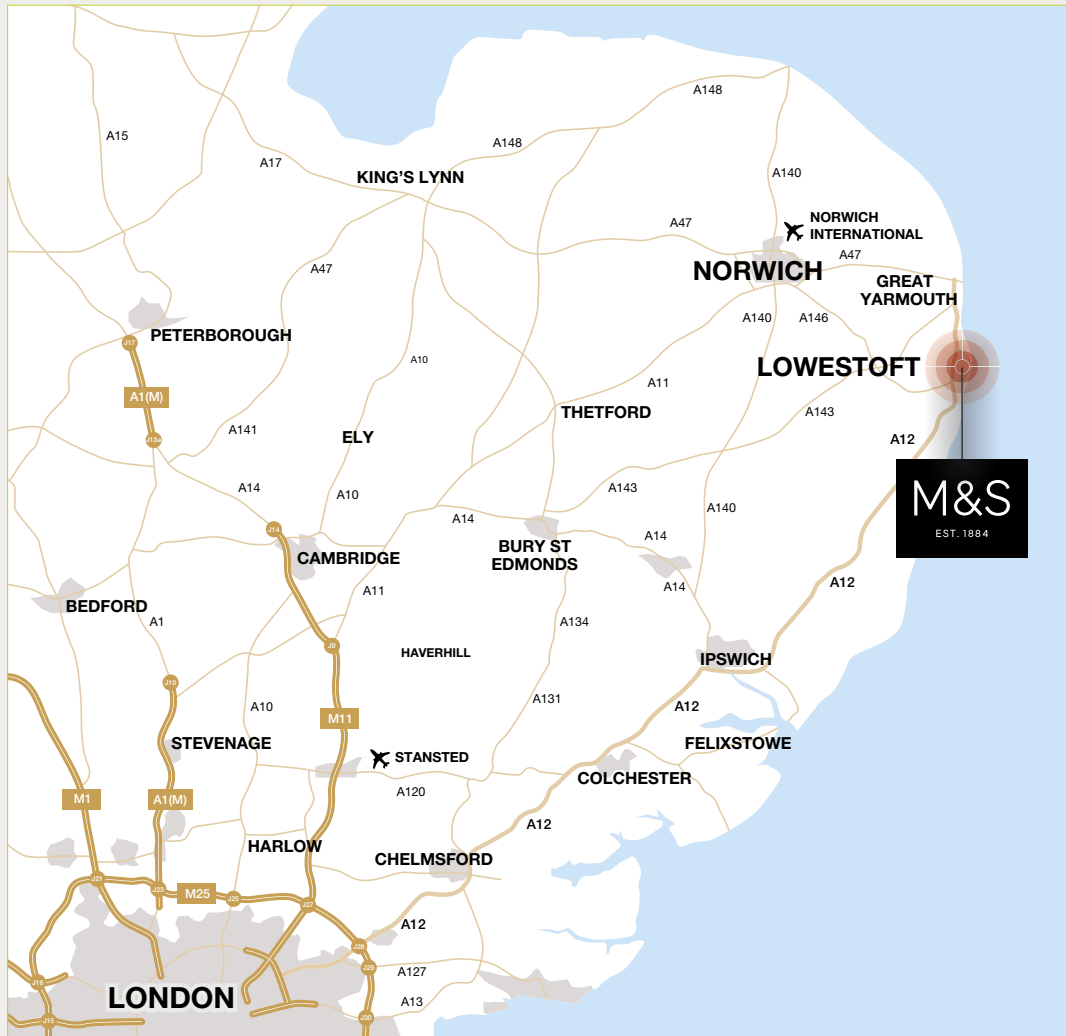 A148
A15
A148
A17
KING'S LYNN
A140
NORWICH
INTERNATIONAL
A47
A47
A47
NORWICH
GREAT
YARMOUTH
A140
A146
PETERBOROUGH
J17
A10
LOWESTOFT
A11
A1(M)
THETFORD
A143
A141
ELY
J13a
A12
A14
A143
A10
M&S
EST. 1884
A14
A140
J14
A14
BURY ST
EDMONDS
CAMBRIDGE
A14
A12
A11
BEDFORD
A1
A134
J9
HAVERHILL
IPSWICH
J10
A131
A10
A12
M11
STEVENAGE
FELIXSTOWE
STANSTED
COLCHESTER
A120
M1
A1(M)
A12
HARLOW
CHELMSFORD
J21
J23
M25
J25
J27
A12
J28
J29
A127
J16
LONDON
A13
J15
J30